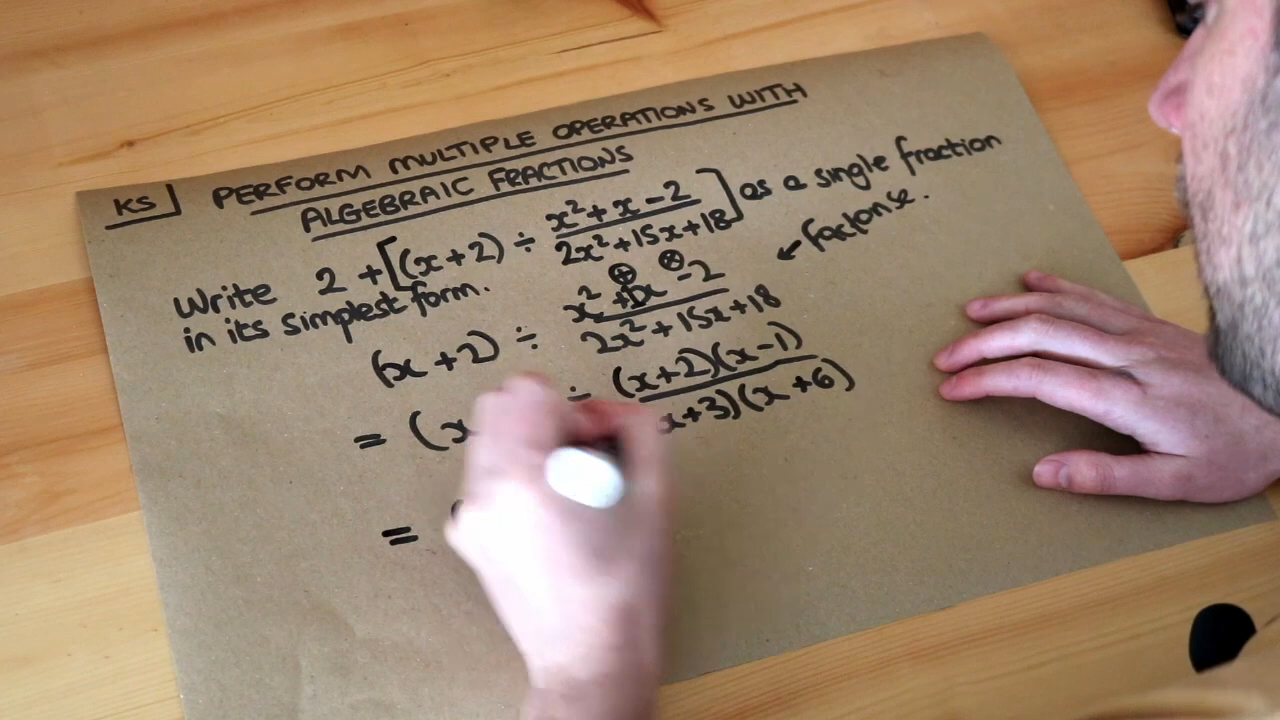 KS PERFORM MULTIPLE OPERATIONS WITH
ALGEBRAIC FRACTIONS
Write 2 + [(x+2) ÷ (x²+x-2)/(2x²+15x+18)] as a single fraction
in its simplest form.
(x+2) ÷ (x²+1x-2)/(2x²+15x+18) ⊕ ⊗ ↙ factorise.
= (x ÷ (x+2)(x-1)/ x+3)(x+6)
=